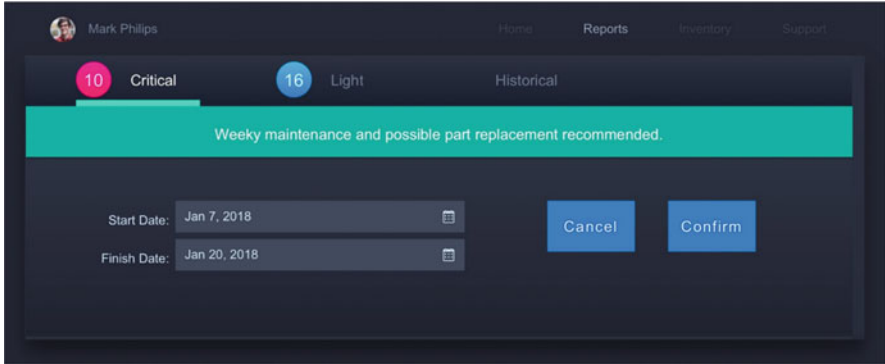 Mark Philips
Home Reports Inventory Support
10 Critical 16 Light Historical
Weeky maintenance and possible part replacement recommended.
Start Date: Jan 7, 2018
Cancel Confirm
Finish Date: Jan 20, 2018